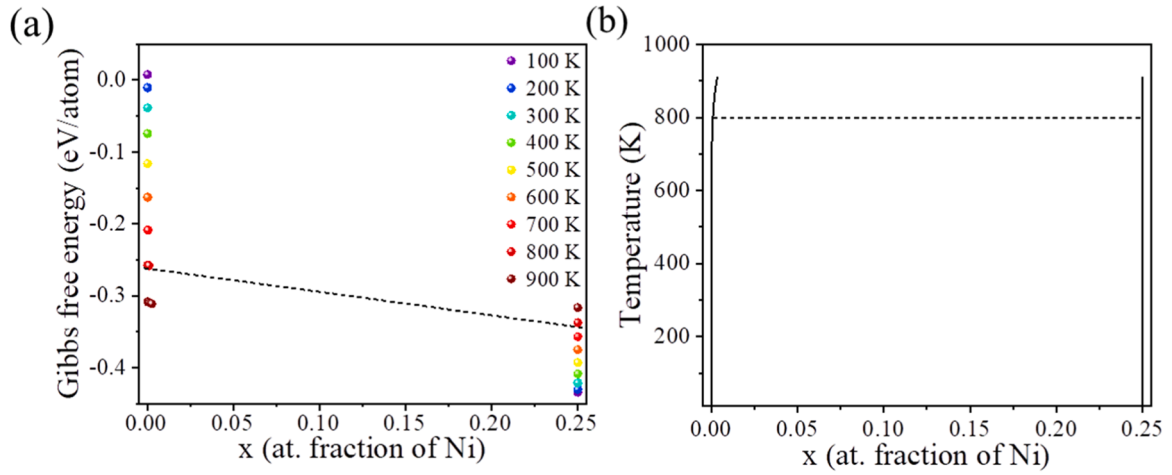 (a)
Gibbs free energy (eV/atom)
0.0
-0.1
-0.2
-0.3
-0.4
100 K
200 K
300 K
400 K
500 K
600 K
700 K
800 K
900 K
0.00 0.05 0.10 0.15 0.20 0.25
x (at. fraction of Ni)
(b)
Temperature (K)
1000
800
600
400
200
0.00 0.05 0.10 0.15 0.20 0.25
x (at. fraction of Ni)